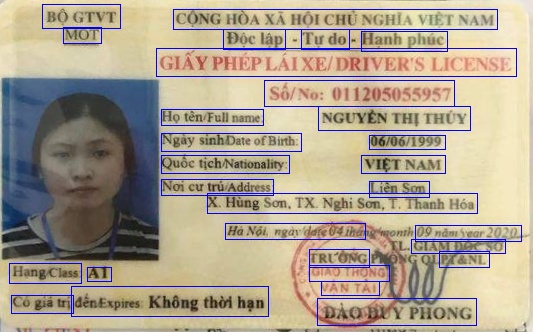 BỘ GTVT
MOT
CỘNG HÒA XÃ HỘI CHỦ NGHĨA VIỆT NAM
Độc lập - Tự do - Hạnh phúc
GIẤY PHÉP LÁI XE/DRIVER'S LICENSE
Số/No: 011205055957
Họ tên/Full name: NGUYỄN THỊ THỦY
Ngày sinh/Date of Birth: 06/06/1999
Quốc tịch/Nationality: VIỆT NAM
Nơi cư trú/Address: Liên Sơn
X. Hùng Sơn, TX. Nghi Sơn, T. Thanh Hóa
Hà Nội, ngày/date 04 tháng/month 09 năm/year 2020
TL. GIÁM ĐỐC SỞ
TRƯỞNG PHÒNG QLPT&NL
GIAO THÔNG
VẬN TẢI
ĐÀO DUY PHONG
Hạng/Class: A1
Có giá trị đến/Expires: Không thời hạn